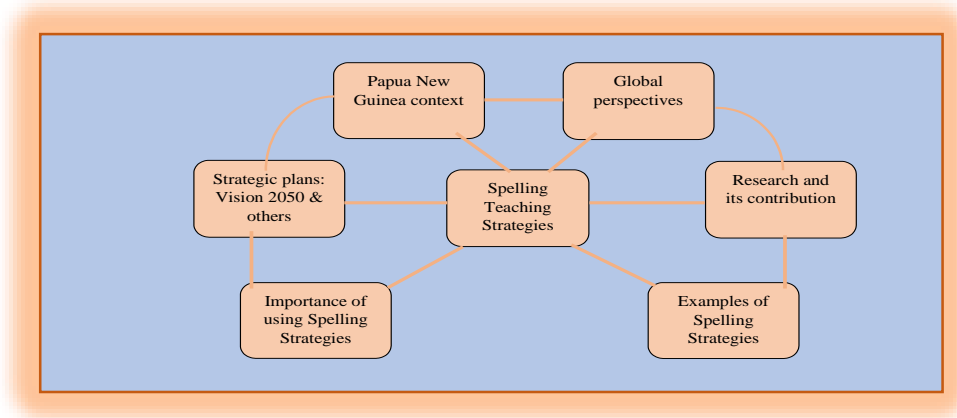 Papua New
Guinea context
Global
perspectives
Strategic plans:
Vision 2050 &
others
Spelling
Teaching
Strategies
Research and
its contribution
Importance of
using Spelling
Strategies
Examples of
Spelling
Strategies